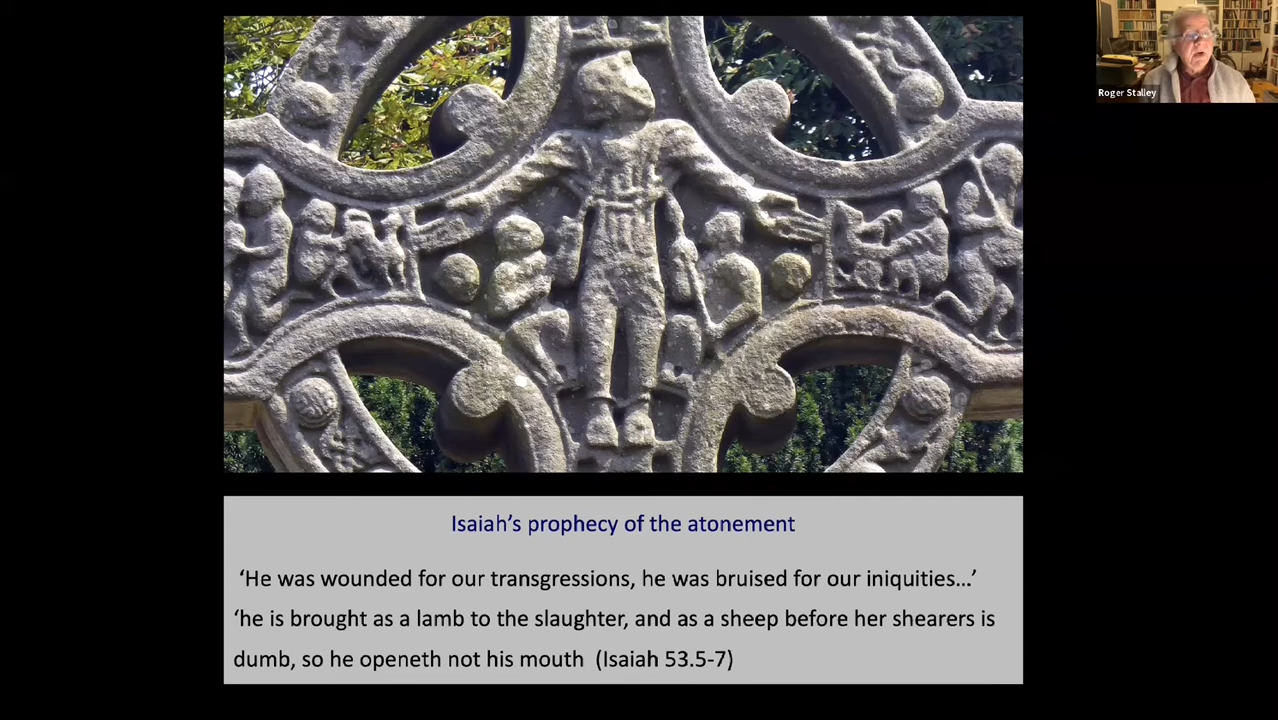 Roger Stalley
Isaiah’s prophecy of the atonement
‘He was wounded for our transgressions, he was bruised for our iniquities…’
‘he is brought as a lamb to the slaughter, and as a sheep before her shearers is
dumb, so he openeth not his mouth  (Isaiah 53.5-7)